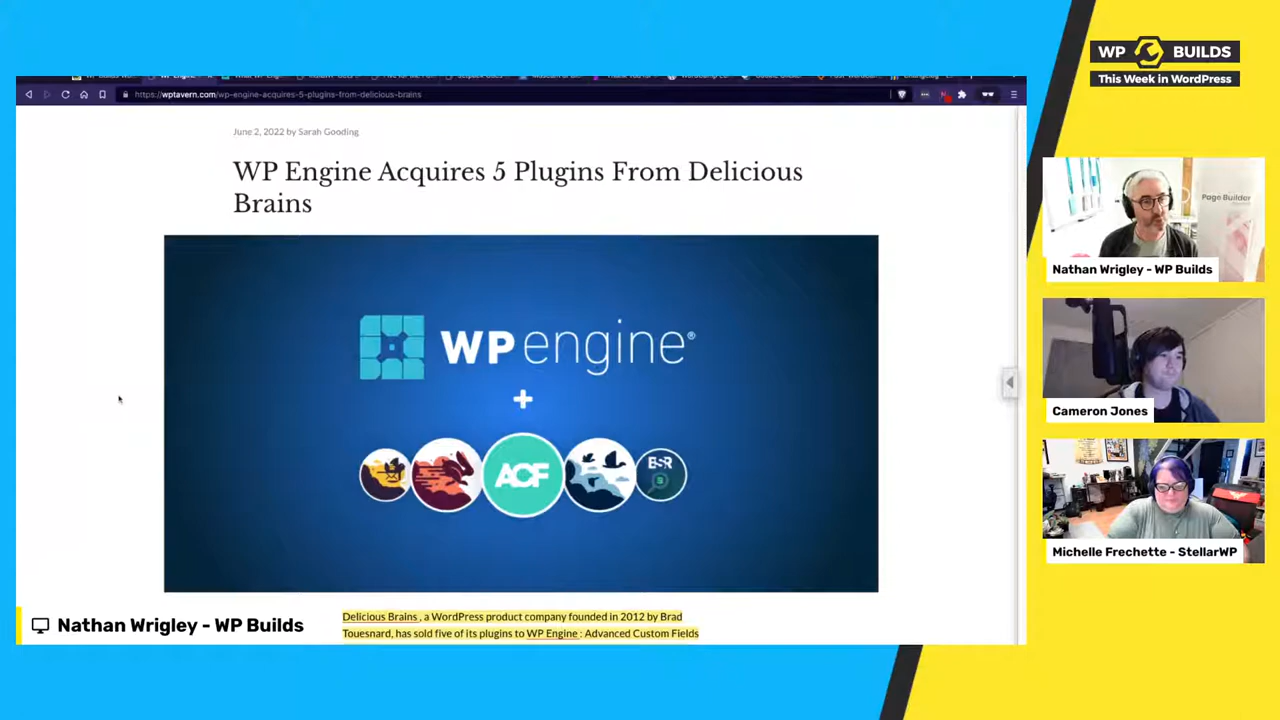 WP BUILDS
This Week in WordPress
https://wptavern.com/wp-engine-acquires-5-plugins-from-delicious-brains
June 2, 2022 by Sarah Gooding
WP Engine Acquires 5 Plugins From Delicious
Brains
WP engine®
+
ACF
BSR
Delicious Brains , a WordPress product company founded in 2012 by Brad
Touesnard, has sold five of its plugins to WP Engine : Advanced Custom Fields
Nathan Wrigley - WP Builds
Page Builder
Nathan Wrigley - WP Builds
Cameron Jones
Michelle Frechette - StellarWP